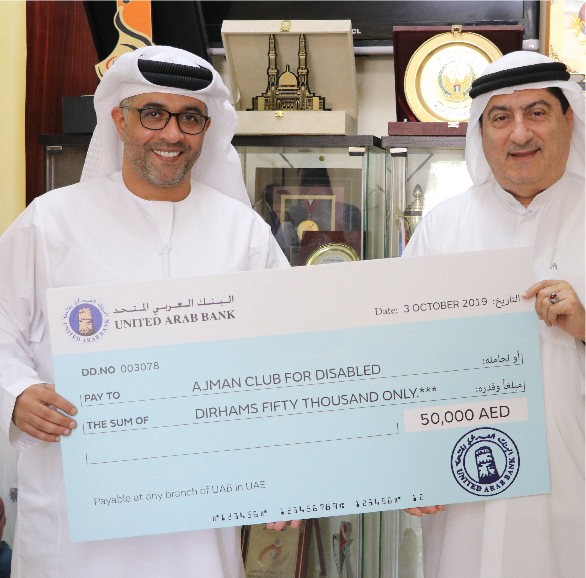 البنك العربي المتحد
UNITED ARAB BANK
Date: 3 OCTOBER 2019 التاريخ:
DD.NO 003078
أو لحامله:
PAY TO AJMAN CLUB FOR DISABLED
مبلغاً وقدره:
THE SUM OF DIRHAMS FIFTY THOUSAND ONLY.***
50,000 AED
البنك العربي المتحد
UNITED ARAB BANK
Payable at any branch of UAB in UAE
⑈123456⑈ 123456789⑈ 123456⑈ 12